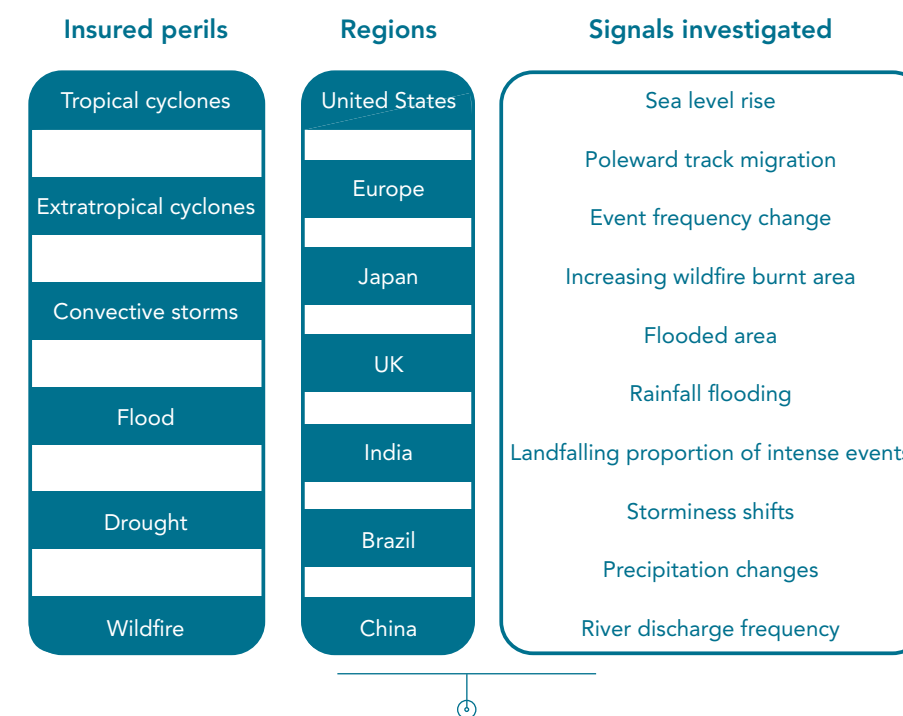 Insured perils
Tropical cyclones
Extratropical cyclones
Convective storms
Flood
Drought
Wildfire
Regions
United States
Europe
Japan
UK
India
Brazil
China
Signals investigated
Sea level rise
Poleward track migration
Event frequency change
Increasing wildfire burnt area
Flooded area
Rainfall flooding
Landfalling proportion of intense events
Storminess shifts
Precipitation changes
River discharge frequency